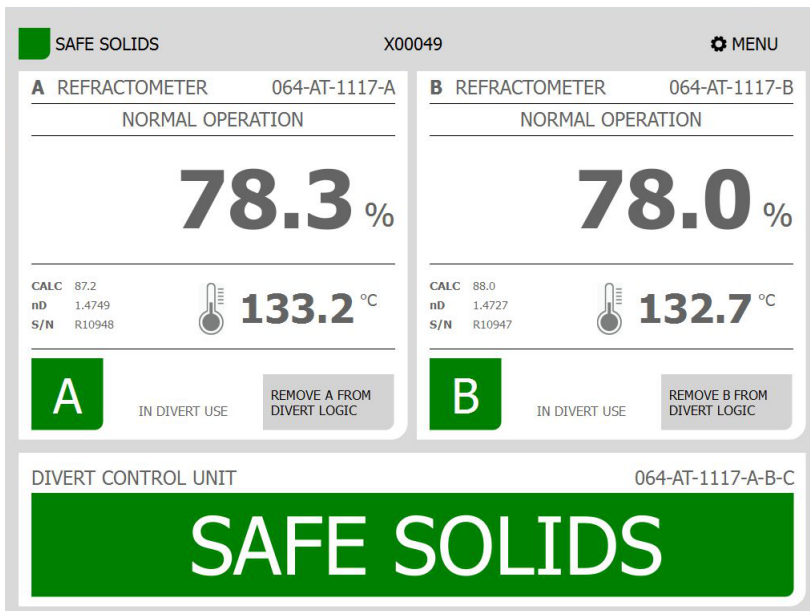 SAFE SOLIDS X00049 MENU
A REFRACTOMETER 064-AT-1117-A
NORMAL OPERATION
78.3 %
CALC 87.2
nD 1.4749
S/N R10948
133.2 °C
A
IN DIVERT USE
REMOVE A FROM
DIVERT LOGIC
B REFRACTOMETER 064-AT-1117-B
NORMAL OPERATION
78.0 %
CALC 88.0
nD 1.4727
S/N R10947
132.7 °C
B
IN DIVERT USE
REMOVE B FROM
DIVERT LOGIC
DIVERT CONTROL UNIT 064-AT-1117-A-B-C
SAFE SOLIDS